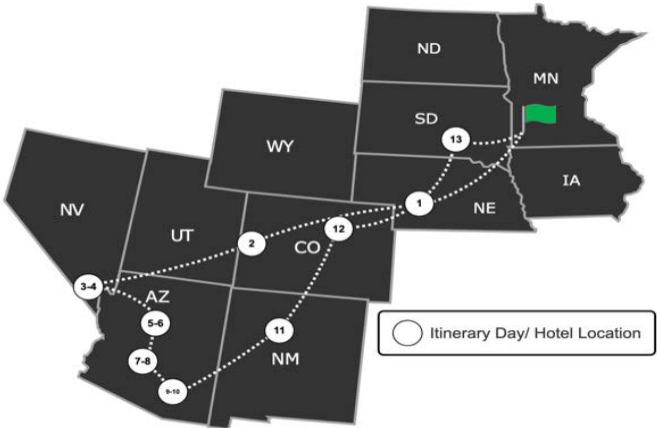 ND
MN
SD
13
WY
IA
NV
1
NE
UT
2
CO
12
3-4
AZ
5-6
11
Itinerary Day/ Hotel Location
7-8
NM
9-10